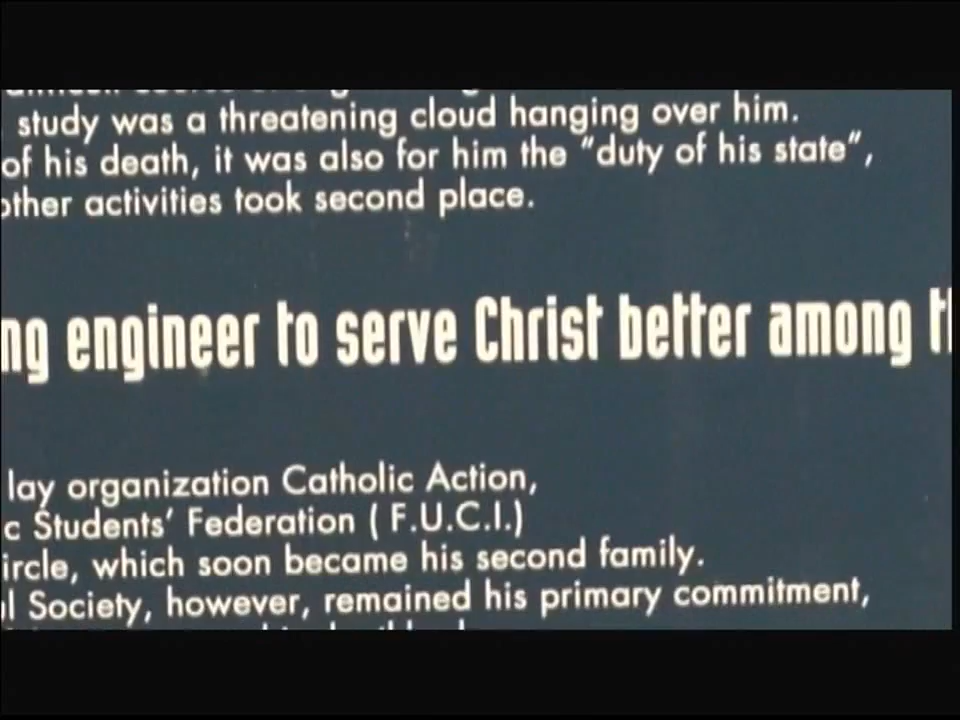 study was a threatening cloud hanging over him.
of his death, it was also for him the "duty of his state",
other activities took second place.
ng engineer to serve Christ better among
lay organization Catholic Action,
c Students' Federation ( F.U.C.I.)
ircle, which soon became his second family.
l Society, however, remained his primary commitment,